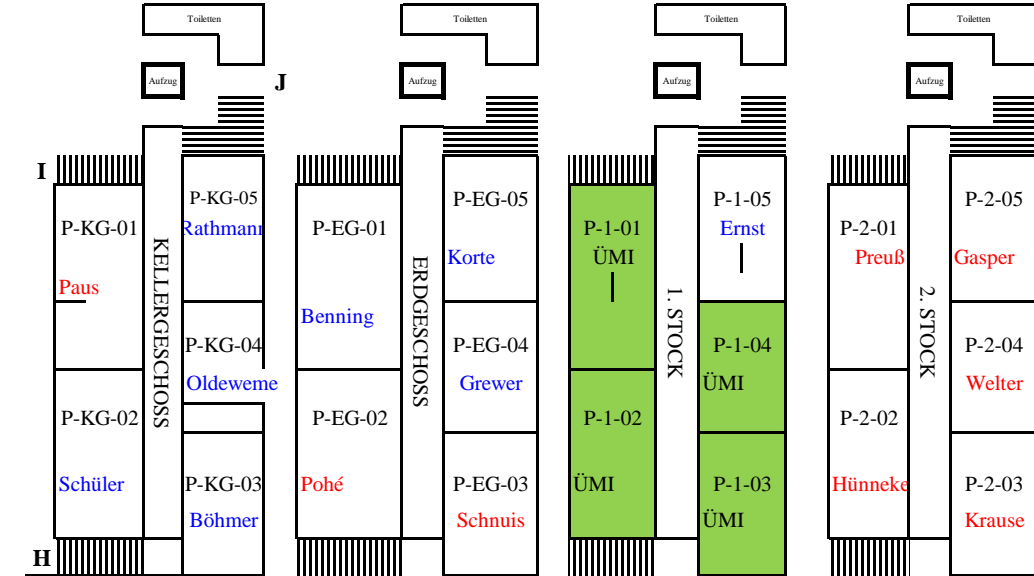 Toiletten
Aufzug
J
I
P-KG-01
Paus
P-KG-02
Schüler
H
KELLERGESCHOSS
P-KG-05
Rathmann
P-KG-04
Oldeweme
P-KG-03
Böhmer
Toiletten
Aufzug
P-EG-01
Benning
P-EG-02
Pohé
ERDGESCHOSS
P-EG-05
Korte
P-EG-04
Grewer
P-EG-03
Schnuis
Toiletten
Aufzug
P-1-01
ÜMI
P-1-02
ÜMI
1. STOCK
P-1-05
Ernst
P-1-04
ÜMI
P-1-03
ÜMI
Toiletten
Aufzug
P-2-01
Preuß
P-2-02
Hünneke
2. STOCK
P-2-05
Gasper
P-2-04
Welter
P-2-03
Krause